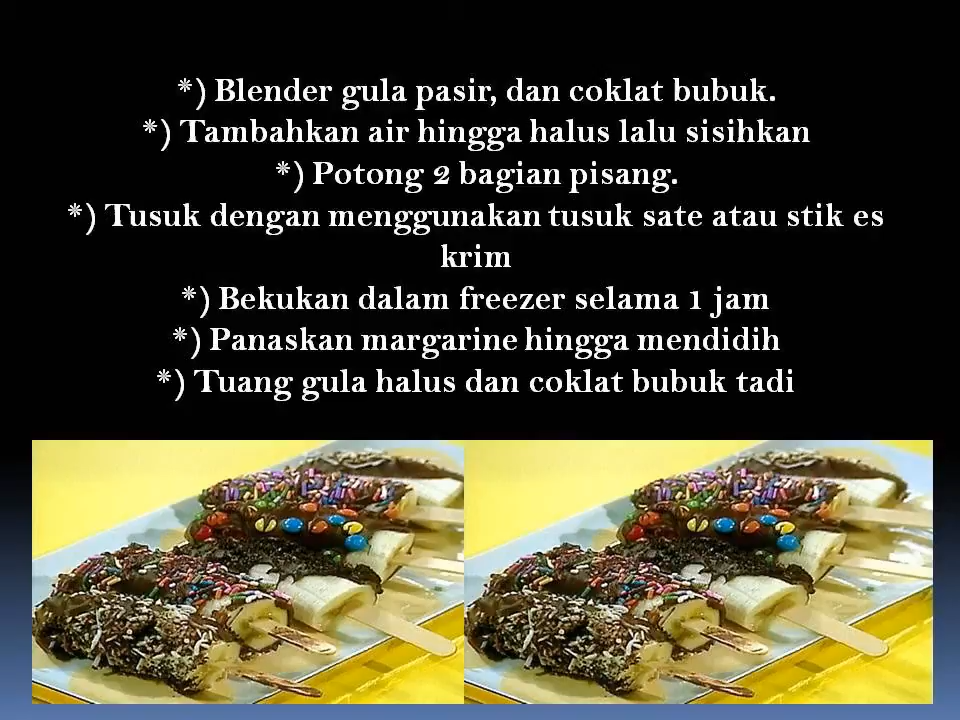 *) Blender gula pasir, dan coklat bubuk.
*) Tambahkan air hingga halus lalu sisihkan
*) Potong 2 bagian pisang.
*) Tusuk dengan menggunakan tusuk sate atau stik es
krim
*) Bekukan dalam freezer selama 1 jam
*) Panaskan margarine hingga mendidih
*) Tuang gula halus dan coklat bubuk tadi